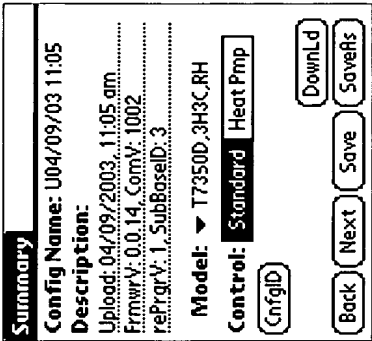 Summary
Config Name: U04/09/03 11:05
Description:
Upload: 04/09/2003, 11:05 am
FrmwrV: 0.0.14, ComV: 1002
rePrgrV: 1, SubBaseID: 3
Model: ▼ T7350D,3H3C,RH
Control: Standard Heat Pmp
CnfgID DownLd
Back Next Save SaveAs